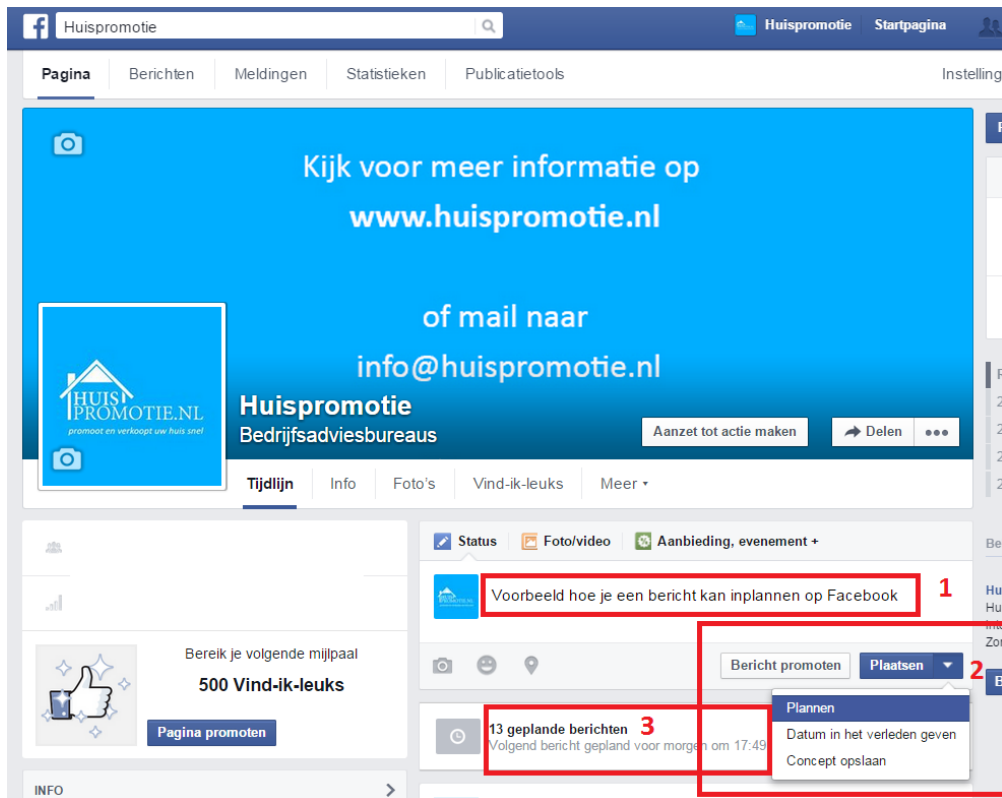 Huispromotie
Huispromotie Startpagina
Pagina Berichten Meldingen Statistieken Publicatietools Instelling
Kijk voor meer informatie op
www.huispromotie.nl
of mail naar
info@huispromotie.nl
HUIS
PROMOTIE.NL
promoot en verkoopt uw huis snel
Huispromotie
Bedrijfsadviesbureaus
Aanzet tot actie maken Delen
Tijdlijn Info Foto's Vind-ik-leuks Meer
Status Foto/video Aanbieding, evenement +
Voorbeeld hoe je een bericht kan inplannen op Facebook 1
Bereik je volgende mijlpaal
500 Vind-ik-leuks
Pagina promoten
Bericht promoten Plaatsen 2
Plannen
Datum in het verleden geven
Concept opslaan
13 geplande berichten 3
Volgend bericht gepland voor morgen om 17:49
INFO
Be
Hu
Hu
Zor
B